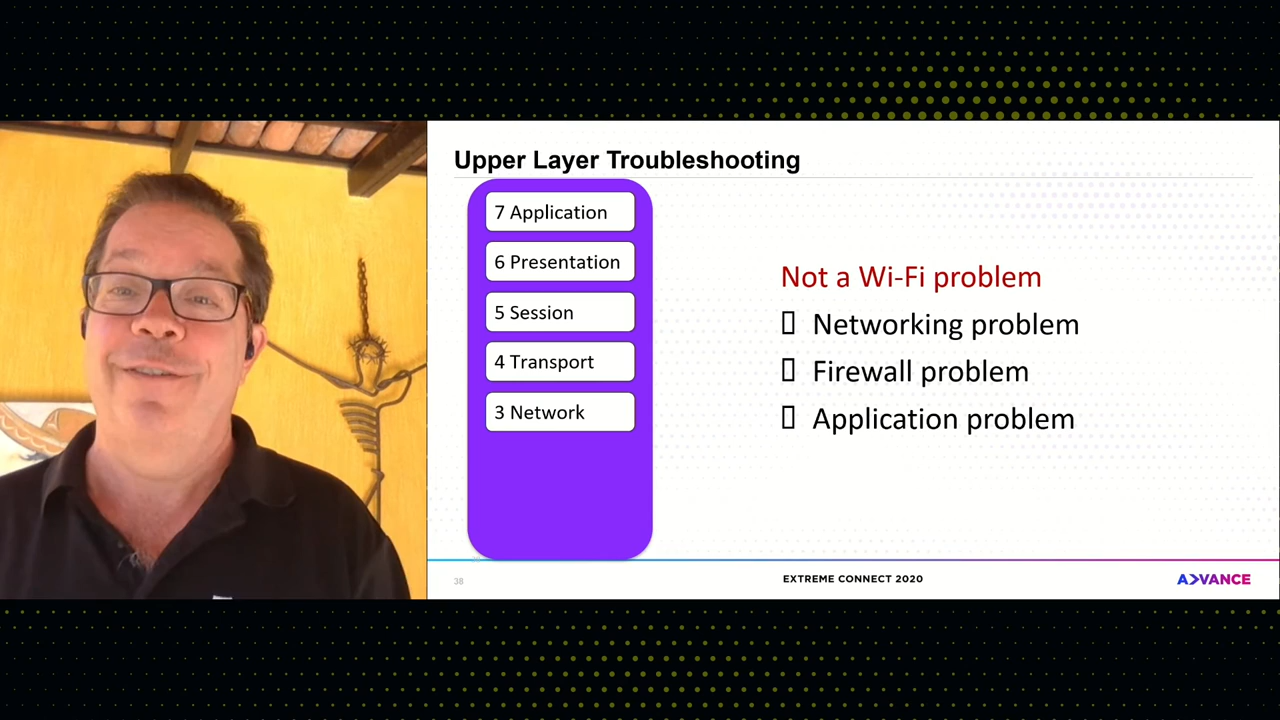 Upper Layer Troubleshooting
7 Application
6 Presentation
5 Session
4 Transport
3 Network
Not a Wi-Fi problem
Networking problem
Firewall problem
Application problem
38
EXTREME CONNECT 2020
ADVANCE